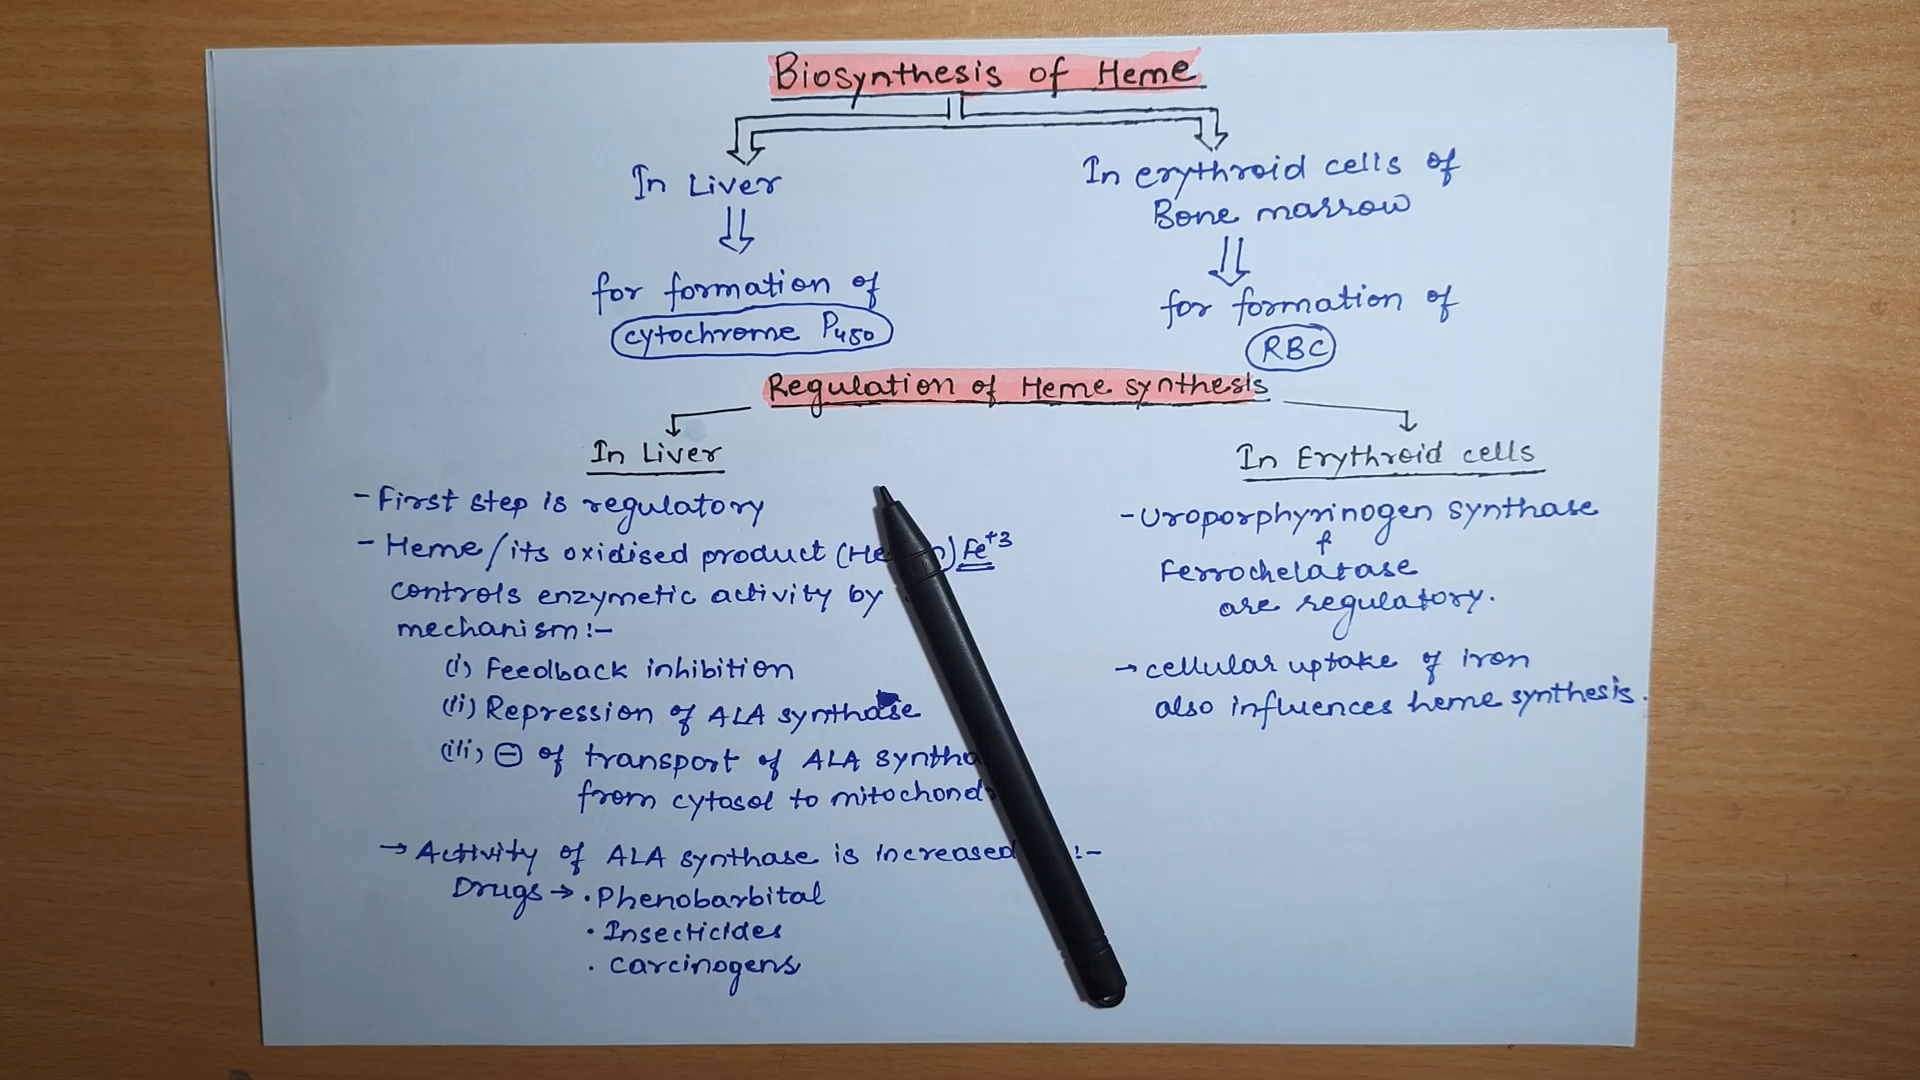 Biosynthesis of Heme
In Liver
for formation of
cytochrome P450
In erythroid cells of
Bone marrow
for formation of
RBC
Regulation of Heme synthesis
In Liver
- First step is regulatory
- Heme/its oxidised product ( ) Fe+3
controls enzymetic activity by
mechanism:-
(i) Feedback inhibition
(ii) Repression of ALA synthase
(iii) ⊖ of transport of ALA
from cytosol to
→ Activity of ALA synthase is increased :-
Drugs → • Phenobarbital
• Insecticides
• Carcinogens
In Erythroid cells
- Uroporphyrinogen synthase
f
Ferrochelatase
are regulatory.
→ cellular uptake of iron
also influences heme synthesis.